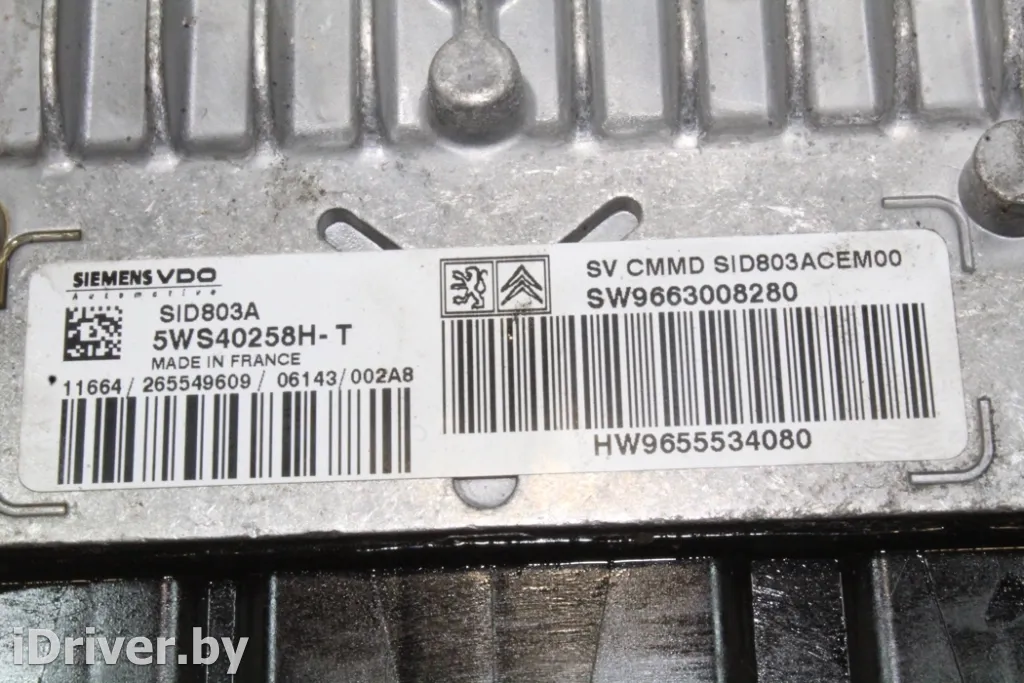 SIEMENS VDO
Automotive
SID803A
5WS40258H-T
MADE IN FRANCE
11664/265549609/06143/002A8
SV CMMD SID803ACEM00
SW9663008280
HW9655534080
iDriver.by